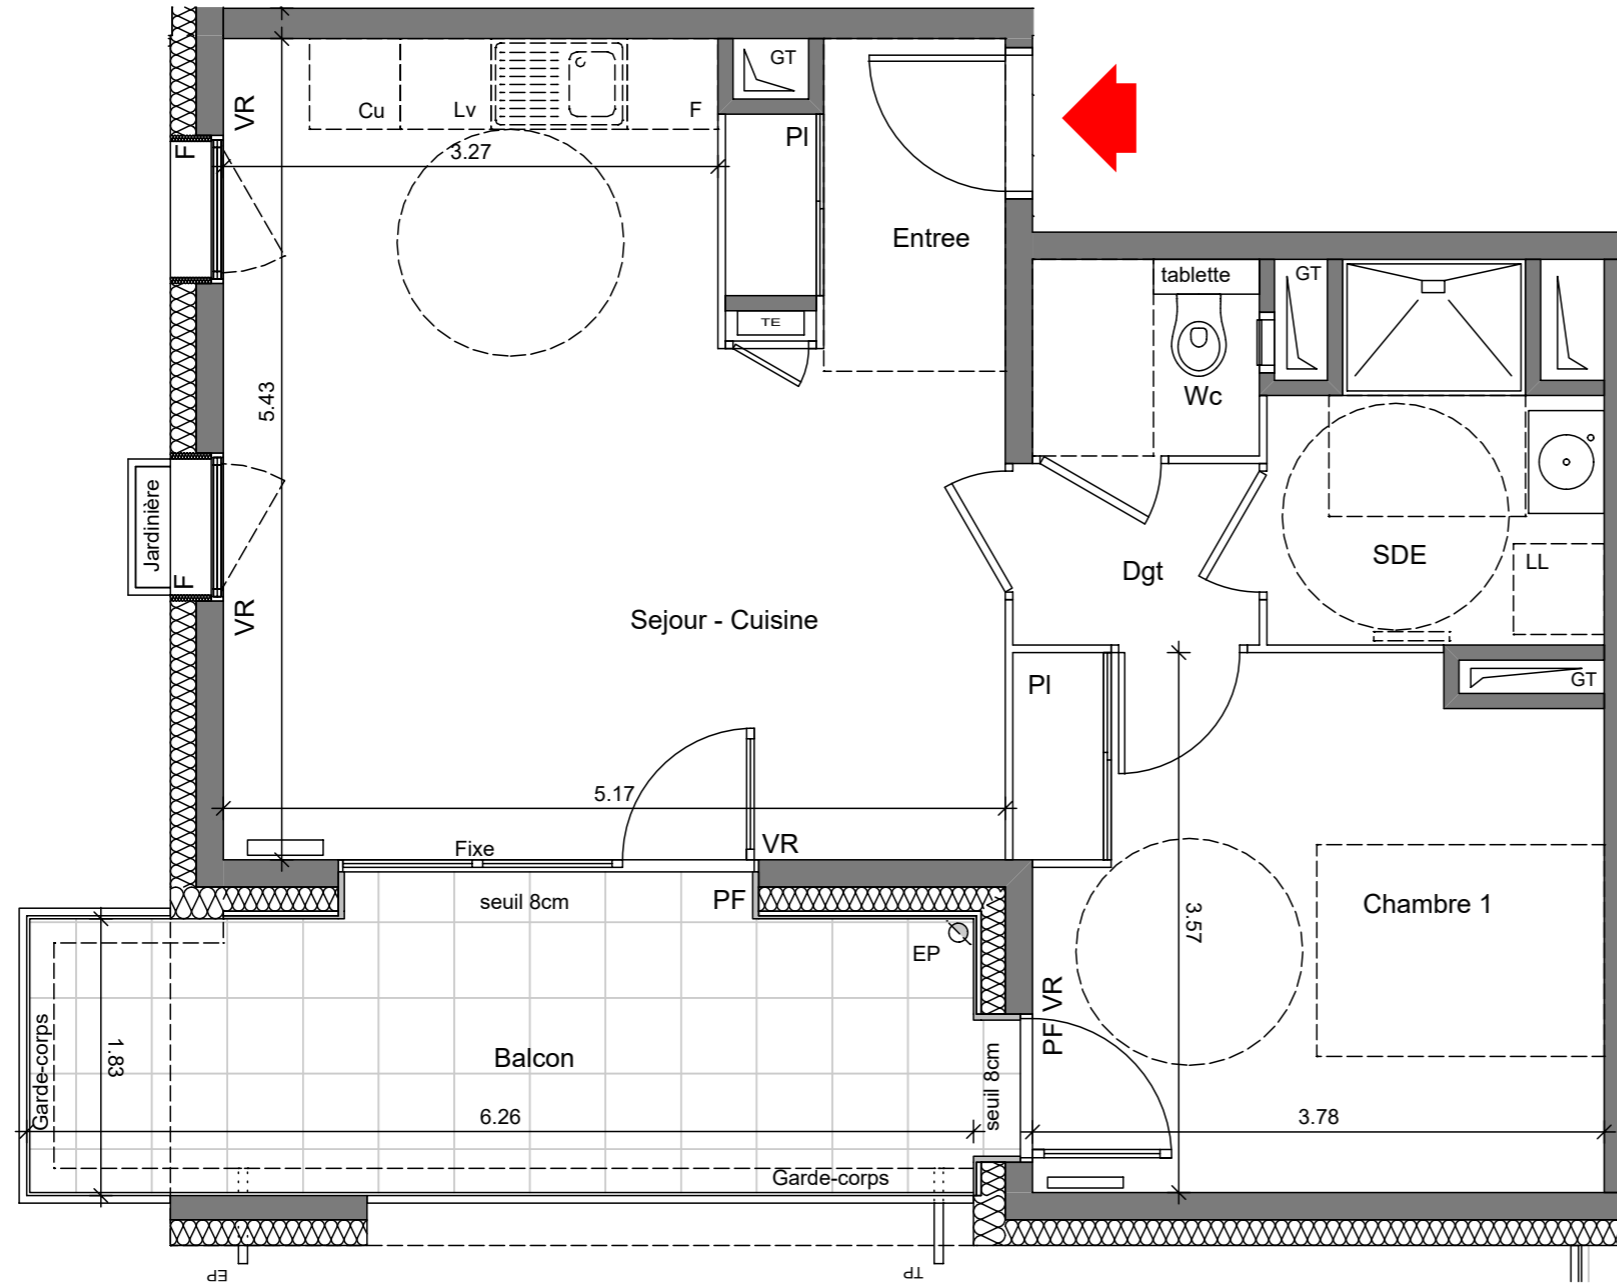 GT
VR
Cu
Lv
F
Pl
F
3.27
Entree
tablette
GT
TE
Wc
5.43
Jardinière
SDE
LL
Dgt
F
VR
Sejour - Cuisine
Pl
GT
5.17
Fixe
VR
seuil 8cm
PF
Chambre 1
3.57
EP
VR
PF
Garde-corps
1.83
Balcon
seuil 8cm
6.26
3.78
Garde-corps
EP
TP